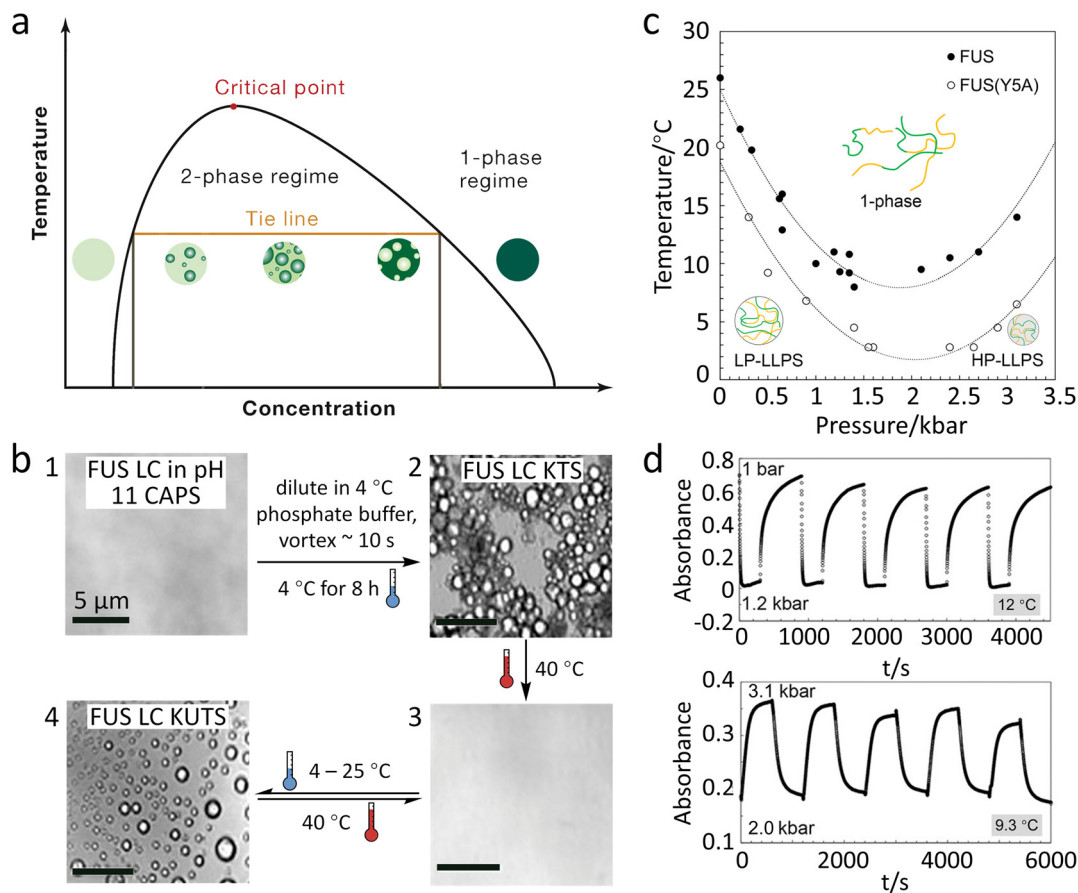 a
Temperature
Critical point
2-phase regime
1-phase
regime
Tie line
Concentration
c
Temperature/°C
30
25
20
15
10
5
0
FUS
FUS(Y5A)
1-phase
LP-LLPS
HP-LLPS
0
0.5
1
1.5
2
2.5
3
3.5
Pressure/kbar
b
1
FUS LC in pH
11 CAPS
5 μm
dilute in 4 °C
phosphate buffer,
vortex ~ 10 s
4 °C for 8 h
2
FUS LC KTS
40 °C
3
4
FUS LC KUTS
4 – 25 °C
40 °C
d
Absorbance
0.8
0.6
0.4
0.2
0
-0.2
1 bar
1.2 kbar
12 °C
0
1000
2000
3000
4000
t/s
Absorbance
0.4
0.3
0.2
0.1
3.1 kbar
2.0 kbar
9.3 °C
0
2000
4000
6000
t/s